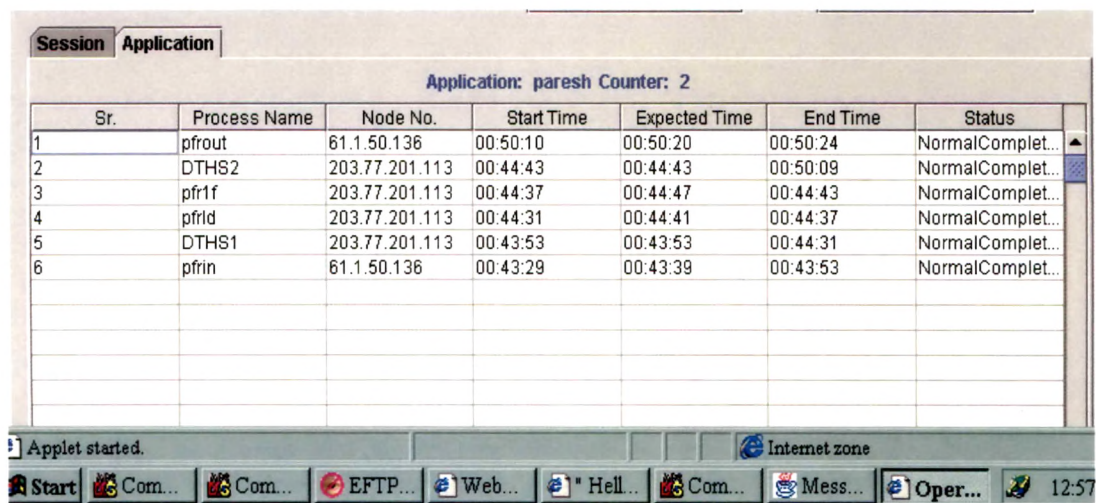 Session Application
Application: paresh Counter: 2
Sr. Process Name Node No. Start Time Expected Time End Time Status
1 pfrout 61.1.50.136 00:50:10 00:50:20 00:50:24 NormalComplet...
2 DTHS2 203.77.201.113 00:44:43 00:44:43 00:50:09 NormalComplet...
3 pfr1f 203.77.201.113 00:44:37 00:44:47 00:44:43 NormalComplet...
4 pfrld 203.77.201.113 00:44:31 00:44:41 00:44:37 NormalComplet...
5 DTHS1 203.77.201.113 00:43:53 00:43:53 00:44:31 NormalComplet...
6 pfrin 61.1.50.136 00:43:29 00:43:39 00:43:53 NormalComplet...
Applet started. Internet zone
Start Com... Com... EFTP... Web... " Hell... Com... Mess... Oper... 12:57